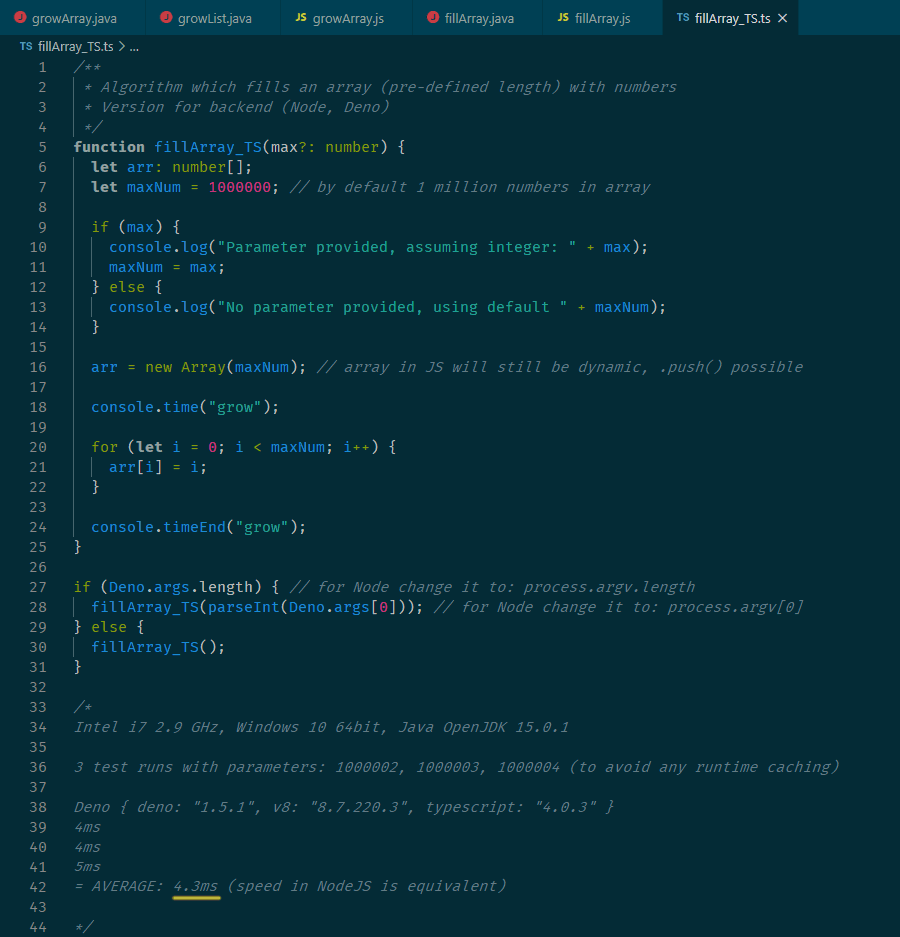 growArray.java growList.java JS growArray.js fillArray.java JS fillArray.js TS fillArray_TS.ts ×
TS fillArray_TS.ts > ...
1 /**
2 * Algorithm which fills an array (pre-defined length) with numbers
3 * Version for backend (Node, Deno)
4 */
5 function fillArray_TS(max?: number) {
6 let arr: number[];
7 let maxNum = 1000000; // by default 1 million numbers in array
8
9 if (max) {
10 console.log("Parameter provided, assuming integer: " + max);
11 maxNum = max;
12 } else {
13 console.log("No parameter provided, using default " + maxNum);
14 }
15
16 arr = new Array(maxNum); // array in JS will still be dynamic, .push() possible
17
18 console.time("grow");
19
20 for (let i = 0; i < maxNum; i++) {
21 arr[i] = i;
22 }
23
24 console.timeEnd("grow");
25 }
26
27 if (Deno.args.length) { // for Node change it to: process.argv.length
28 fillArray_TS(parseInt(Deno.args[0])); // for Node change it to: process.argv[0]
29 } else {
30 fillArray_TS();
31 }
32
33 /*
34 Intel i7 2.9 GHz, Windows 10 64bit, Java OpenJDK 15.0.1
35
36 3 test runs with parameters: 1000002, 1000003, 1000004 (to avoid any runtime caching)
37
38 Deno { deno: "1.5.1", v8: "8.7.220.3", typescript: "4.0.3" }
39 4ms
40 4ms
41 5ms
42 = AVERAGE: 4.3ms (speed in NodeJS is equivalent)
43
44 */